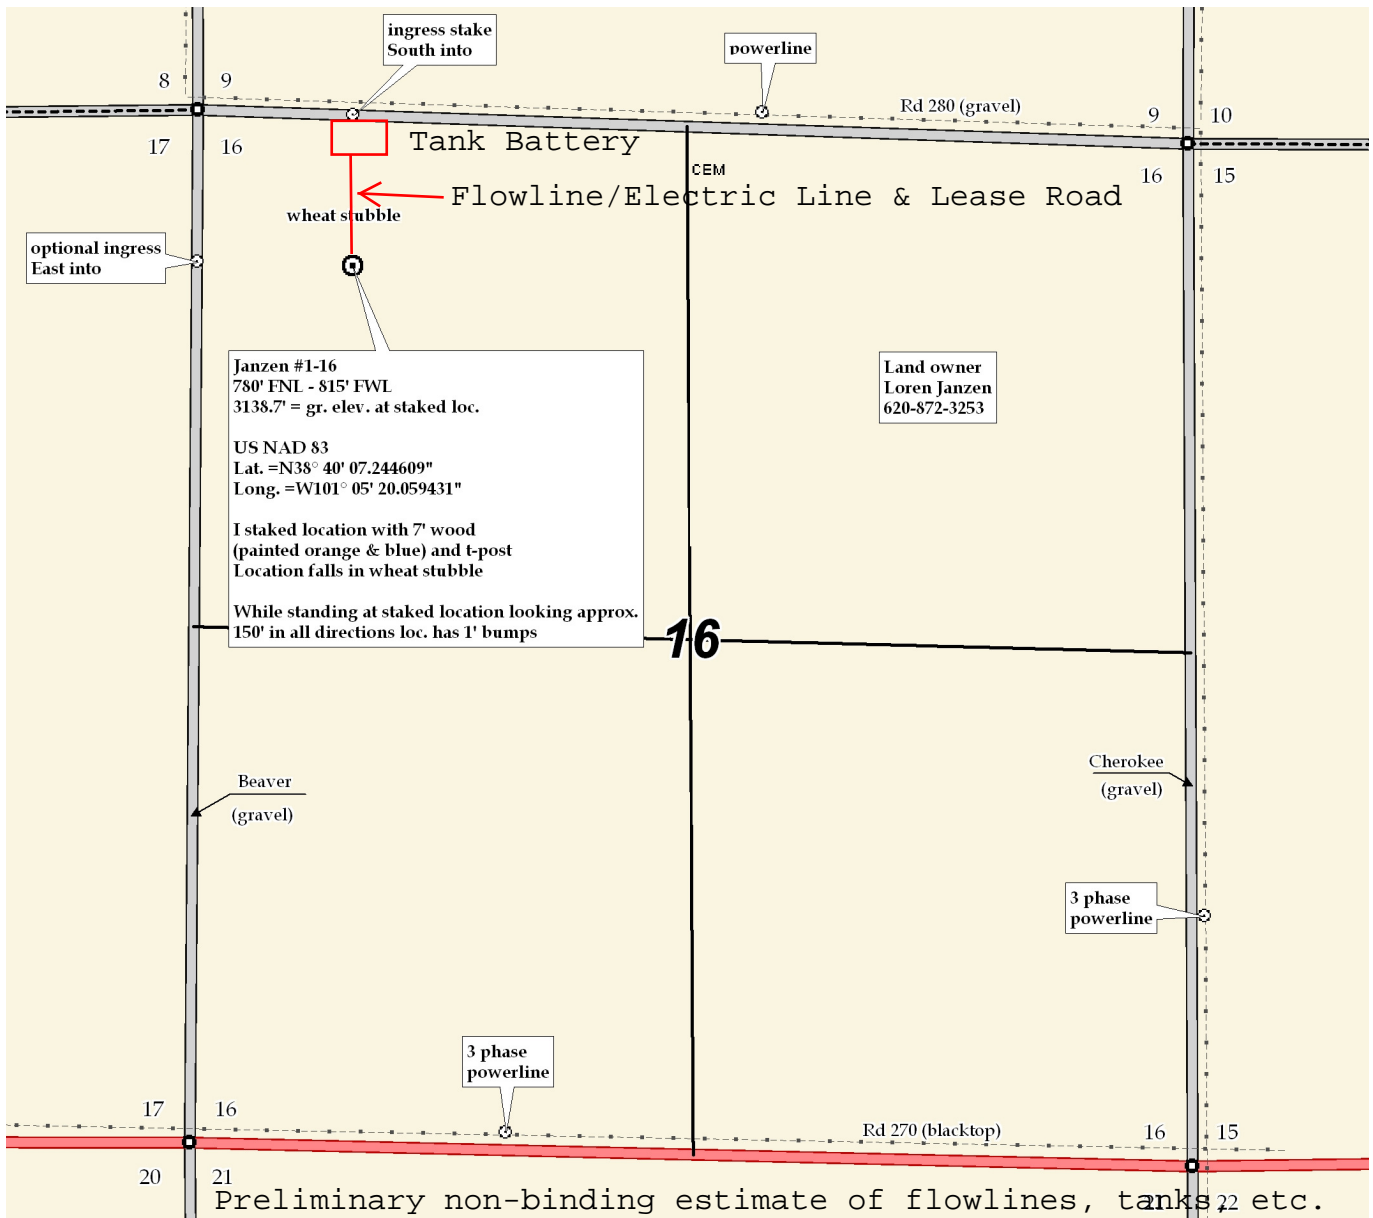 ingress stake
South into
powerline
8
9
Rd 280 (gravel)
9
10
17
16
Tank Battery
CEM
16
15
Flowline/Electric Line & Lease Road
wheat stubble
optional ingress
East into
Janzen #1-16
780' FNL - 815' FWL
3138.7' = gr. elev. at staked loc.
US NAD 83
Lat. =N38° 40' 07.244609"
Long. =W101° 05' 20.059431"
I staked location with 7' wood
(painted orange & blue) and t-post
Location falls in wheat stubble
While standing at staked location looking approx.
150' in all directions loc. has 1' bumps
Land owner
Loren Janzen
620-872-3253
16
Beaver
(gravel)
Cherokee
(gravel)
3 phase
powerline
3 phase
powerline
17
16
Rd 270 (blacktop)
16
15
20
21
21
22
Preliminary non-binding estimate of flowlines, tanks, etc.